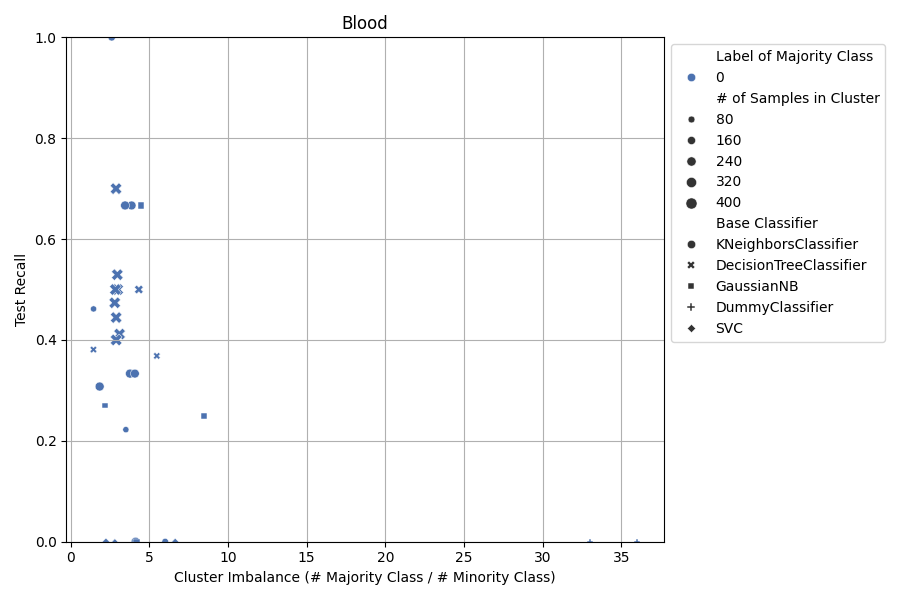 Blood
1.0
0.8
0.6
0.4
0.2
0.0
Test Recall
0 5 10 15 20 25 30 35
Cluster Imbalance (# Majority Class / # Minority Class)
Label of Majority Class
0
# of Samples in Cluster
80
160
240
320
400
Base Classifier
KNeighborsClassifier
DecisionTreeClassifier
GaussianNB
DummyClassifier
SVC